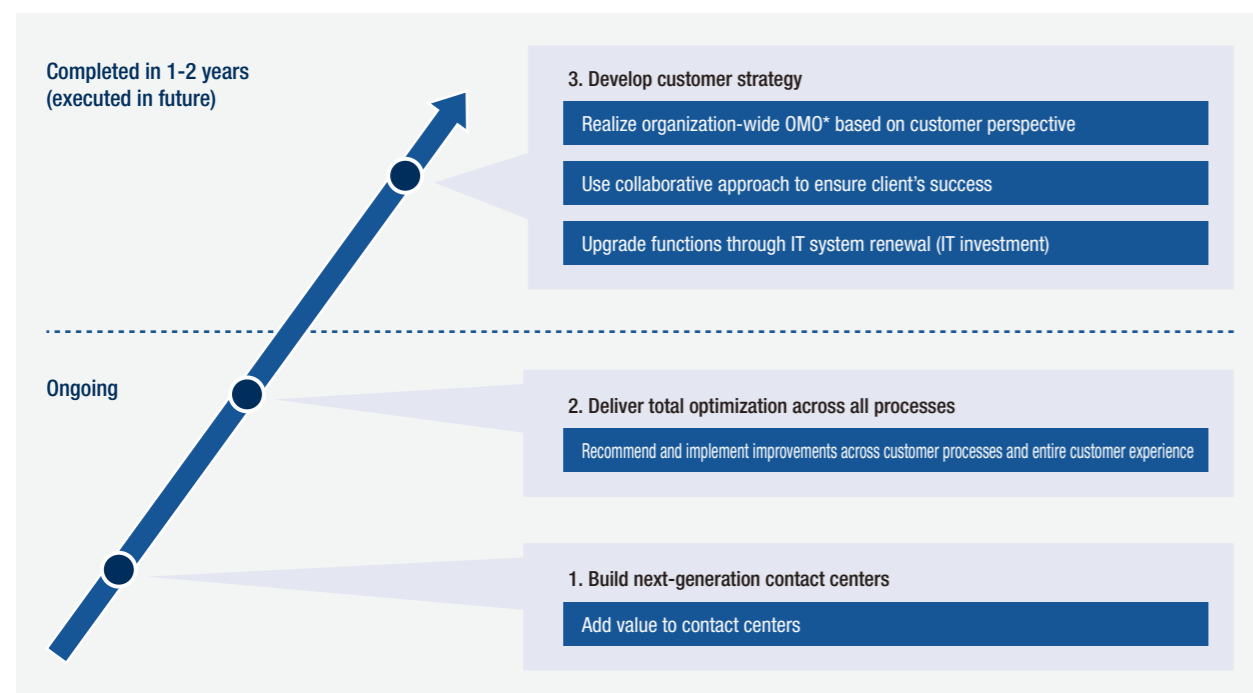 Completed in 1-2 years
(executed in future)
3. Develop customer strategy
Realize organization-wide OMO* based on customer perspective
Use collaborative approach to ensure client's success
Upgrade functions through IT system renewal (IT investment)
Ongoing
2. Deliver total optimization across all processes
Recommend and implement improvements across customer processes and entire customer experience
1. Build next-generation contact centers
Add value to contact centers